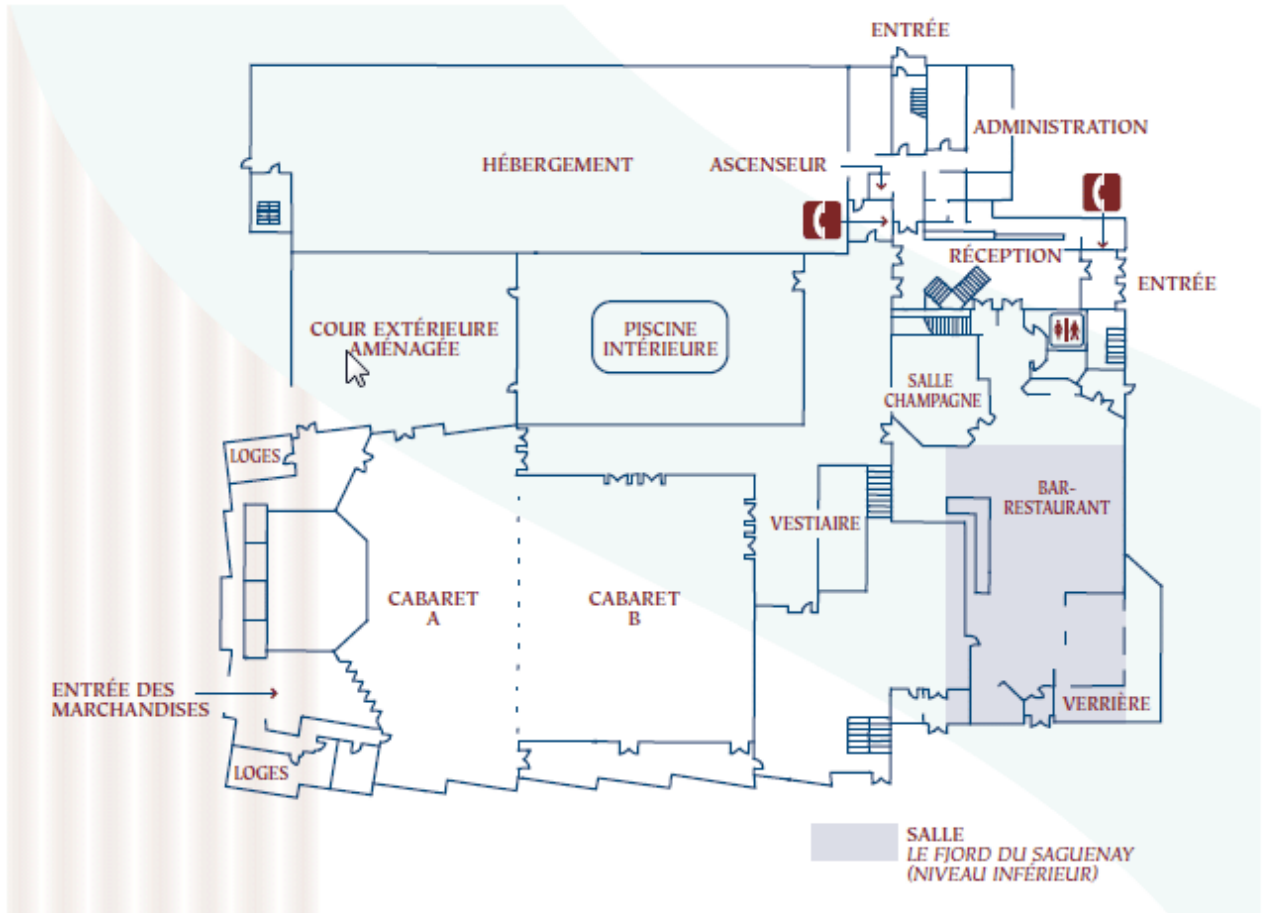 ENTRÉE
ADMINISTRATION
HÉBERGEMENT
ASCENSEUR
RÉCEPTION
ENTRÉE
COUR EXTÉRIEURE
AMÉNAGÉE
PISCINE
INTÉRIEURE
SALLE
CHAMPAGNE
LOGES
BAR-
RESTAURANT
VESTIAIRE
CABARET
A
CABARET
B
ENTRÉE DES
MARCHANDISES
VERRIÈRE
LOGES
SALLE
LE FJORD DU SAGUENAY
(NIVEAU INFÉRIEUR)